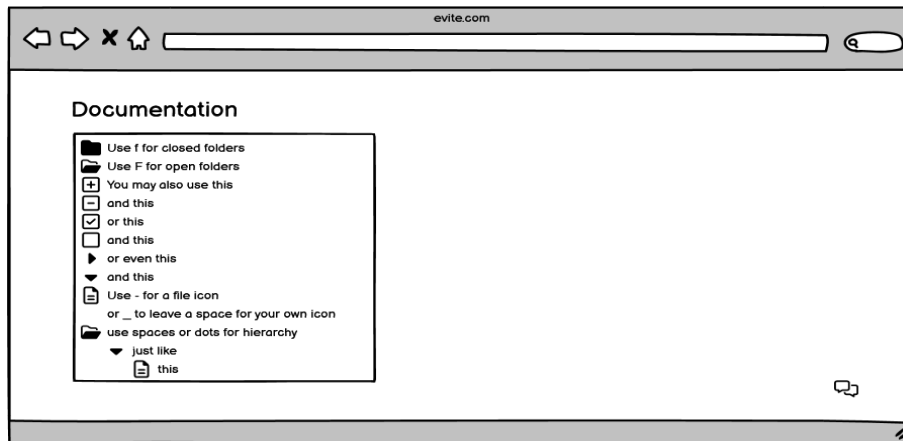 evite.com
Documentation
Use f for closed folders
Use F for open folders
You may also use this
and this
or this
and this
or even this
and this
Use - for a file icon
or _ to leave a space for your own icon
use spaces or dots for hierarchy
just like
this